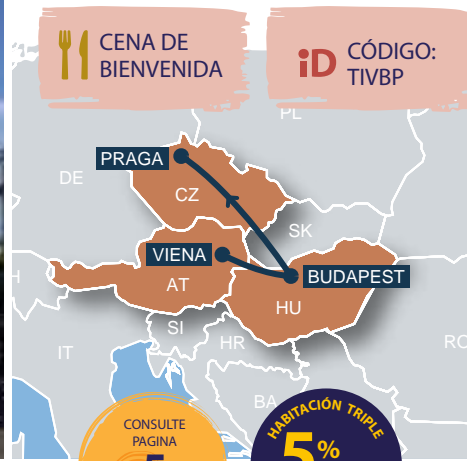 CENA DE
BIENVENIDA
iD CÓDIGO:
TIVBP
PL
DE
PRAGA
CZ
SK
VIENA
AT
BUDAPEST
HU
H
SI
HR
IT
RO
BA
CONSULTE
PAGINA
HABITACIÓN TRIPLE
5%